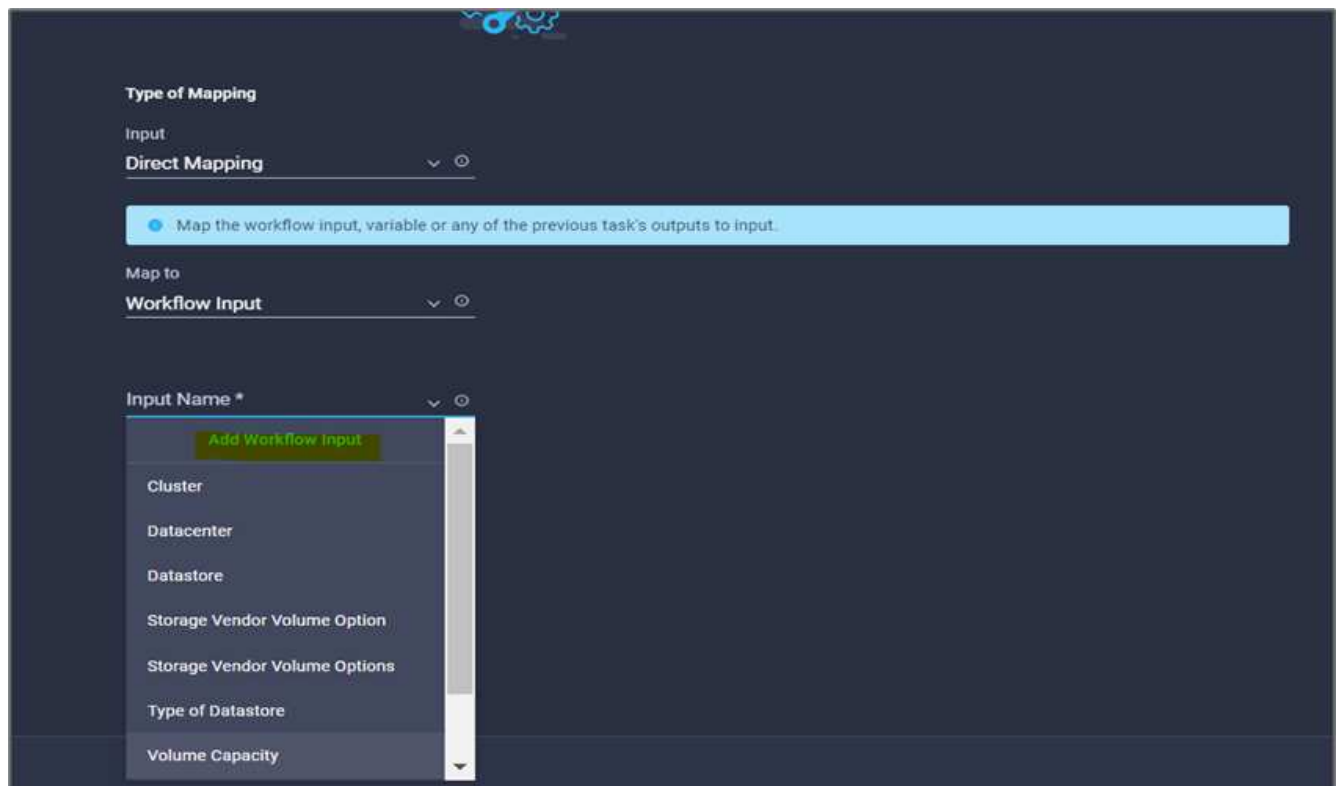 Type of Mapping
Input
Direct Mapping
Map the workflow input, variable or any of the previous task's outputs to input.
Map to
Workflow Input
Input Name *
Add Workflow Input
Cluster
Datacenter
Datastore
Storage Vendor Volume Option
Storage Vendor Volume Options
Type of Datastore
Volume Capacity